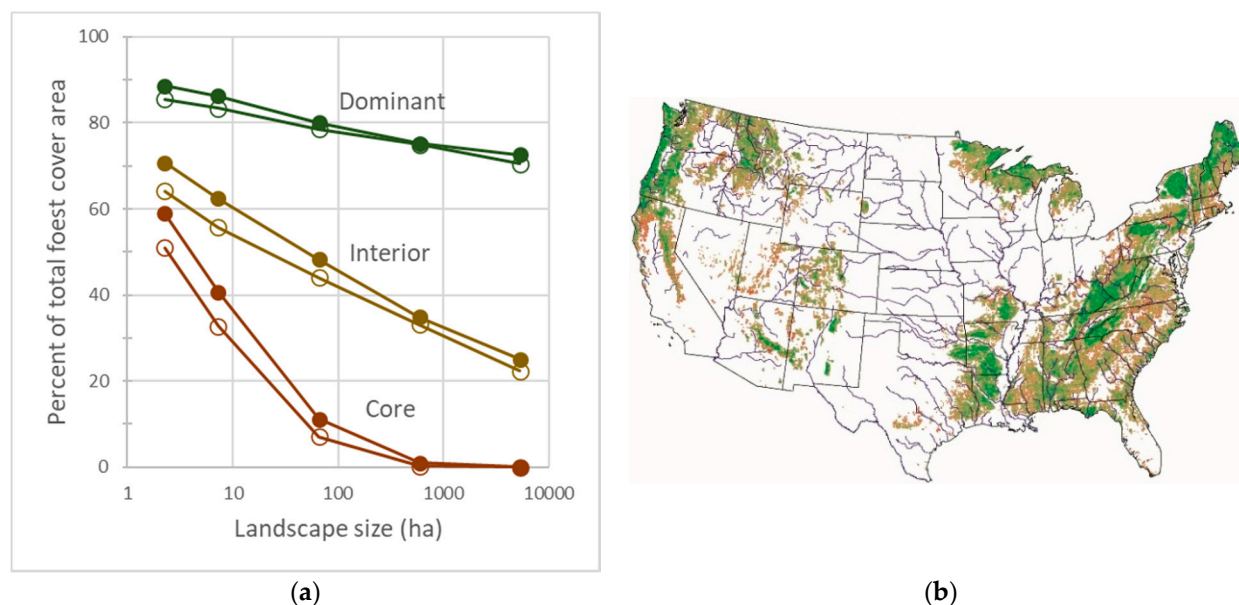 100
80
60
40
20
0
Percent of total foest cover area
Dominant
Interior
Core
1 10 100 1000 10000
Landscape size (ha)
(a) (b)